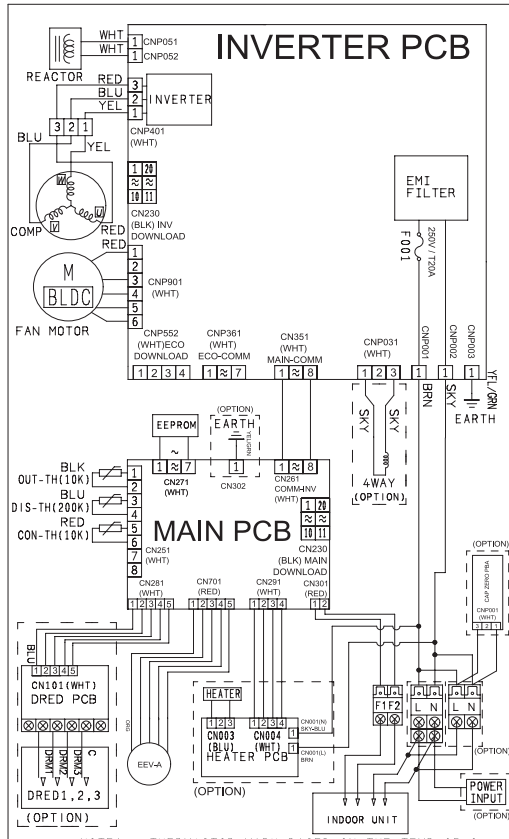 INVERTER PCB
WHT
WHT
1
1
CNP051
CNP052
REACTOR
RED
BLU
YEL
3
2
1
INVERTER
CNP401
(WHT)
3 2 1
BLU
YEL
W
V
U
COMP
RED
1 20
≈ ≈
10 11
CN230
(BLK) INV
DOWNLOAD
EMI
FILTER
250V / T20A
F001
RED
M
BLDC
FAN MOTOR
1
2
3
4
5
6
CNP901
(WHT)
CNP552
(WHT)ECO
DOWNLOAD
1 2 3 4
CNP361
(WHT)
ECO-COMM
1 ≈ 7
CN351
(WHT)
MAIN-COMM
1 ≈ 8
CNP031
(WHT)
1 2 3
CNP001
CNP002
CNP003
1
1
1
BRN
SKY
YEL/GRN
EARTH
SKY
SKY
4WAY
(OPTION)
EEPROM
~
1 ≈ 7
CN271
(WHT)
(OPTION)
EARTH
YEL/GRN
1
CN302
1 ≈ 8
CN261
COMM-INV
(WHT)
1 20
≈ ≈
10 11
CN230
(BLK) MAIN
DOWNLOAD
MAIN PCB
BLK
OUT-TH(10K)
BLU
DIS-TH(200K)
RED
CON-TH(10K)
1
2
3
4
5
6
7
8
CN251
(WHT)
CN281
(WHT)
CN701
(RED)
CN291
(WHT)
CN301
(RED)
1 2 3 4 5
1 2 3 4 5 6
1 2 3 4
1 2
(OPTION)
CAP ZERO PBA
CNP001
(WHT)
3 2 1
BLU
1 2 3 4 5
CN101(WHT)
DRED PCB
DRM1
DRM2
DRM3
C
DRED1,2,3
(OPTION)
ORG
EEV-A
HEATER
1 2 3
CN003
(BLU)
1 2 3 4
CN004
(WHT)
HEATER PCB
(OPTION)
CN001(N)
SKY-BLU
1
1
CN001(L)
BRN
F1 F2
L N
L N
(OPTION)
POWER
INPUT
(OPTION)
INDOOR UNIT